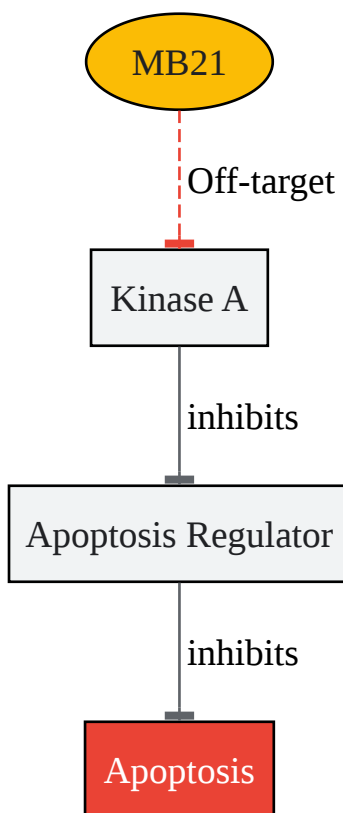 MB21
Off-target
Kinase A
inhibits
Apoptosis Regulator
inhibits
Apoptosis